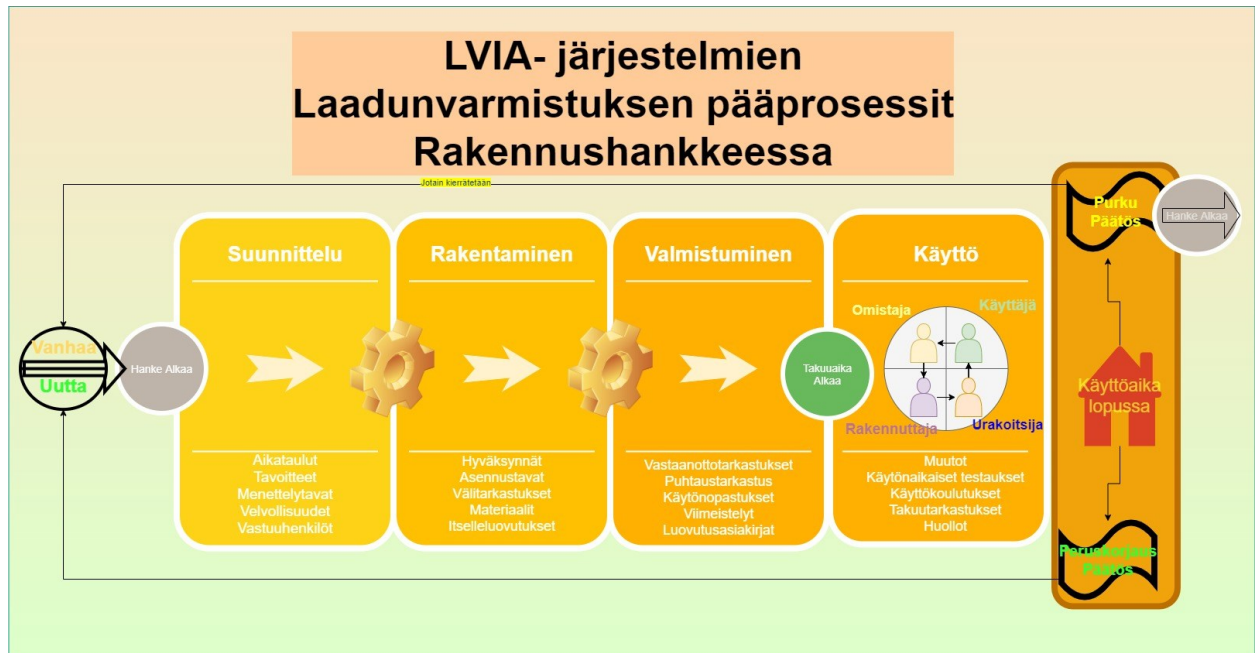 LVIA- järjestelmien
Laadunvarmistuksen pääprosessit
Rakennushankkeessa
Jotain kierrätetään
Purku
Päätös
Hanke Alkaa
Suunnittelu
Rakentaminen
Valmistuminen
Käyttö
Omistaja
Käyttäjä
Vanhaa
Uutta
Hanke Alkaa
Takuuaika
Alkaa
Rakennuttaja
Urakoitsija
Käyttöaika
lopussa
Aikataulut
Tavoitteet
Menettelytavat
Velvollisuudet
Vastuuhenkilöt
Hyväksynnät
Asennustavat
Välitarkastukset
Materiaalit
Itselleluovutukset
Vastaanottotarkastukset
Puhtaustarkastus
Käytönopastukset
Viimeistelyt
Luovutusasiakirjat
Muutot
Käytönaikaiset testaukset
Käyttökoulutukset
Takuutarkastukset
Huollot
Peruskorjaus
Päätös